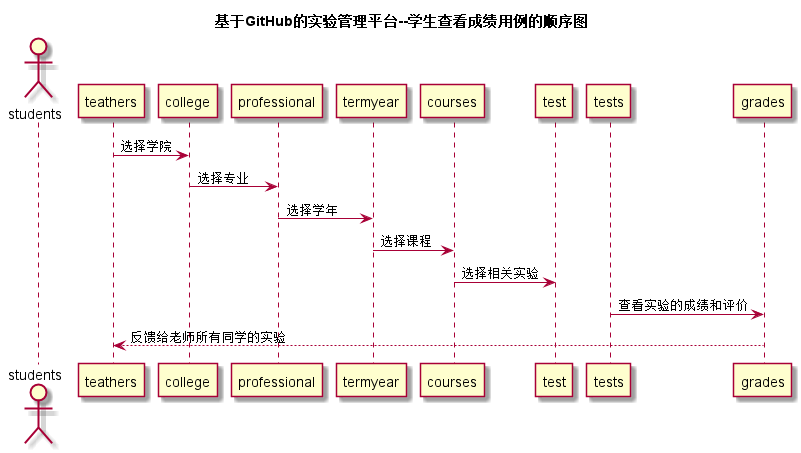 基于GitHub的实验管理平台--学生查看成绩用例的顺序图
students
teathers
college
professional
termyear
courses
test
tests
grades
选择学院
选择专业
选择学年
选择课程
选择相关实验
查看实验的成绩和评价
反馈给老师所有同学的实验
students
teathers
college
professional
termyear
courses
test
tests
grades